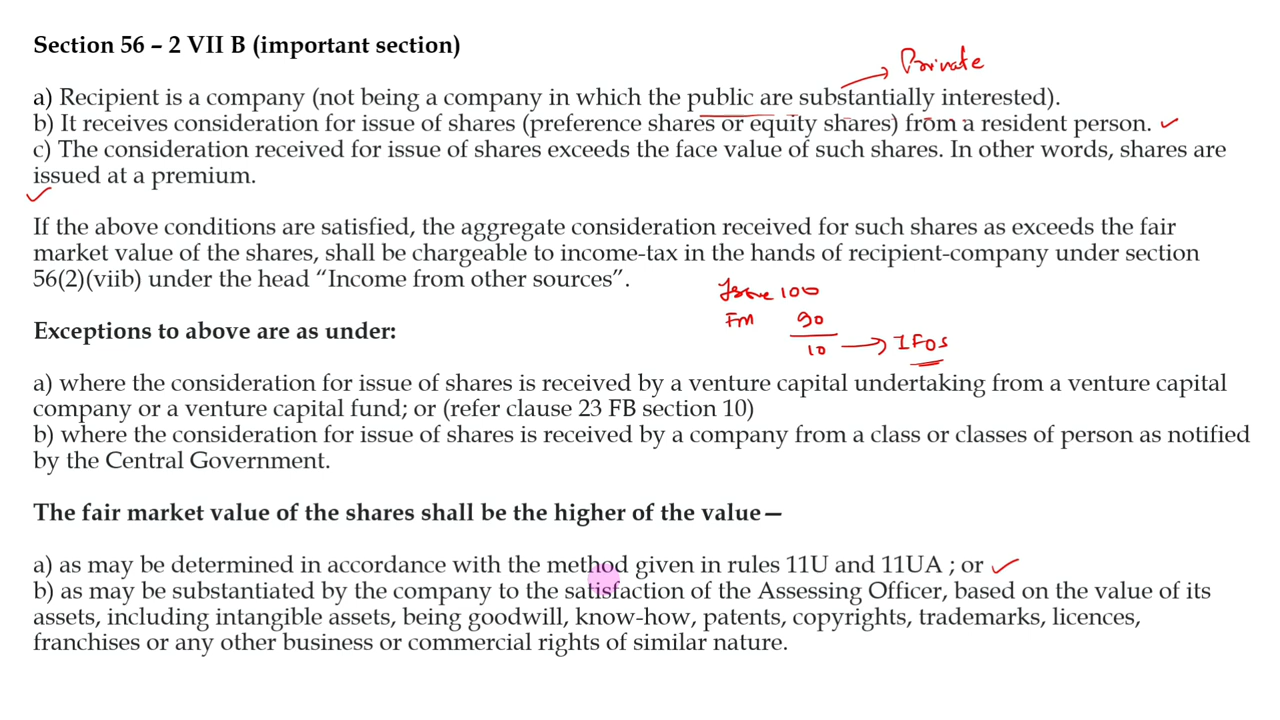 Section 56 – 2 VII B (important section)
Private
a) Recipient is a company (not being a company in which the public are substantially interested).
b) It receives consideration for issue of shares (preference shares or equity shares) from a resident person.
c) The consideration received for issue of shares exceeds the face value of such shares. In other words, shares are
issued at a premium.
If the above conditions are satisfied, the aggregate consideration received for such shares as exceeds the fair
market value of the shares, shall be chargeable to income-tax in the hands of recipient-company under section
56(2)(viib) under the head “Income from other sources”.
Issue 100
FM 90
Exceptions to above are as under:
10 → IFOS
a) where the consideration for issue of shares is received by a venture capital undertaking from a venture capital
company or a venture capital fund; or (refer clause 23 FB section 10)
b) where the consideration for issue of shares is received by a company from a class or classes of person as notified
by the Central Government.
The fair market value of the shares shall be the higher of the value—
a) as may be determined in accordance with the method given in rules 11U and 11UA ; or
b) as may be substantiated by the company to the satisfaction of the Assessing Officer, based on the value of its
assets, including intangible assets, being goodwill, know-how, patents, copyrights, trademarks, licences,
franchises or any other business or commercial rights of similar nature.